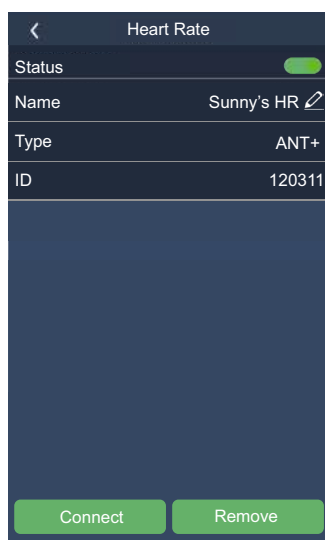 Heart Rate
Status
Name Sunny's HR
Type ANT+
ID 120311
Connect Remove